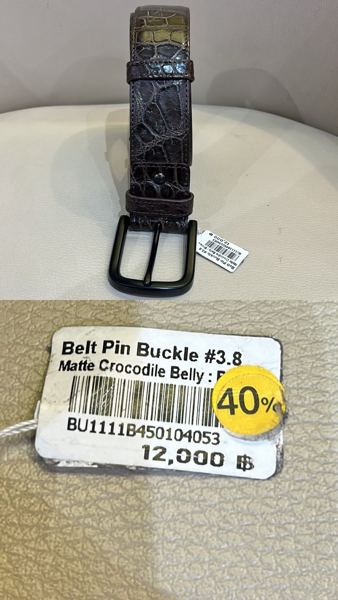 Belt Pin Buckle #3.8
Matte Crocodile Belly :
40%
BU1111B450104053
12,000 ฿